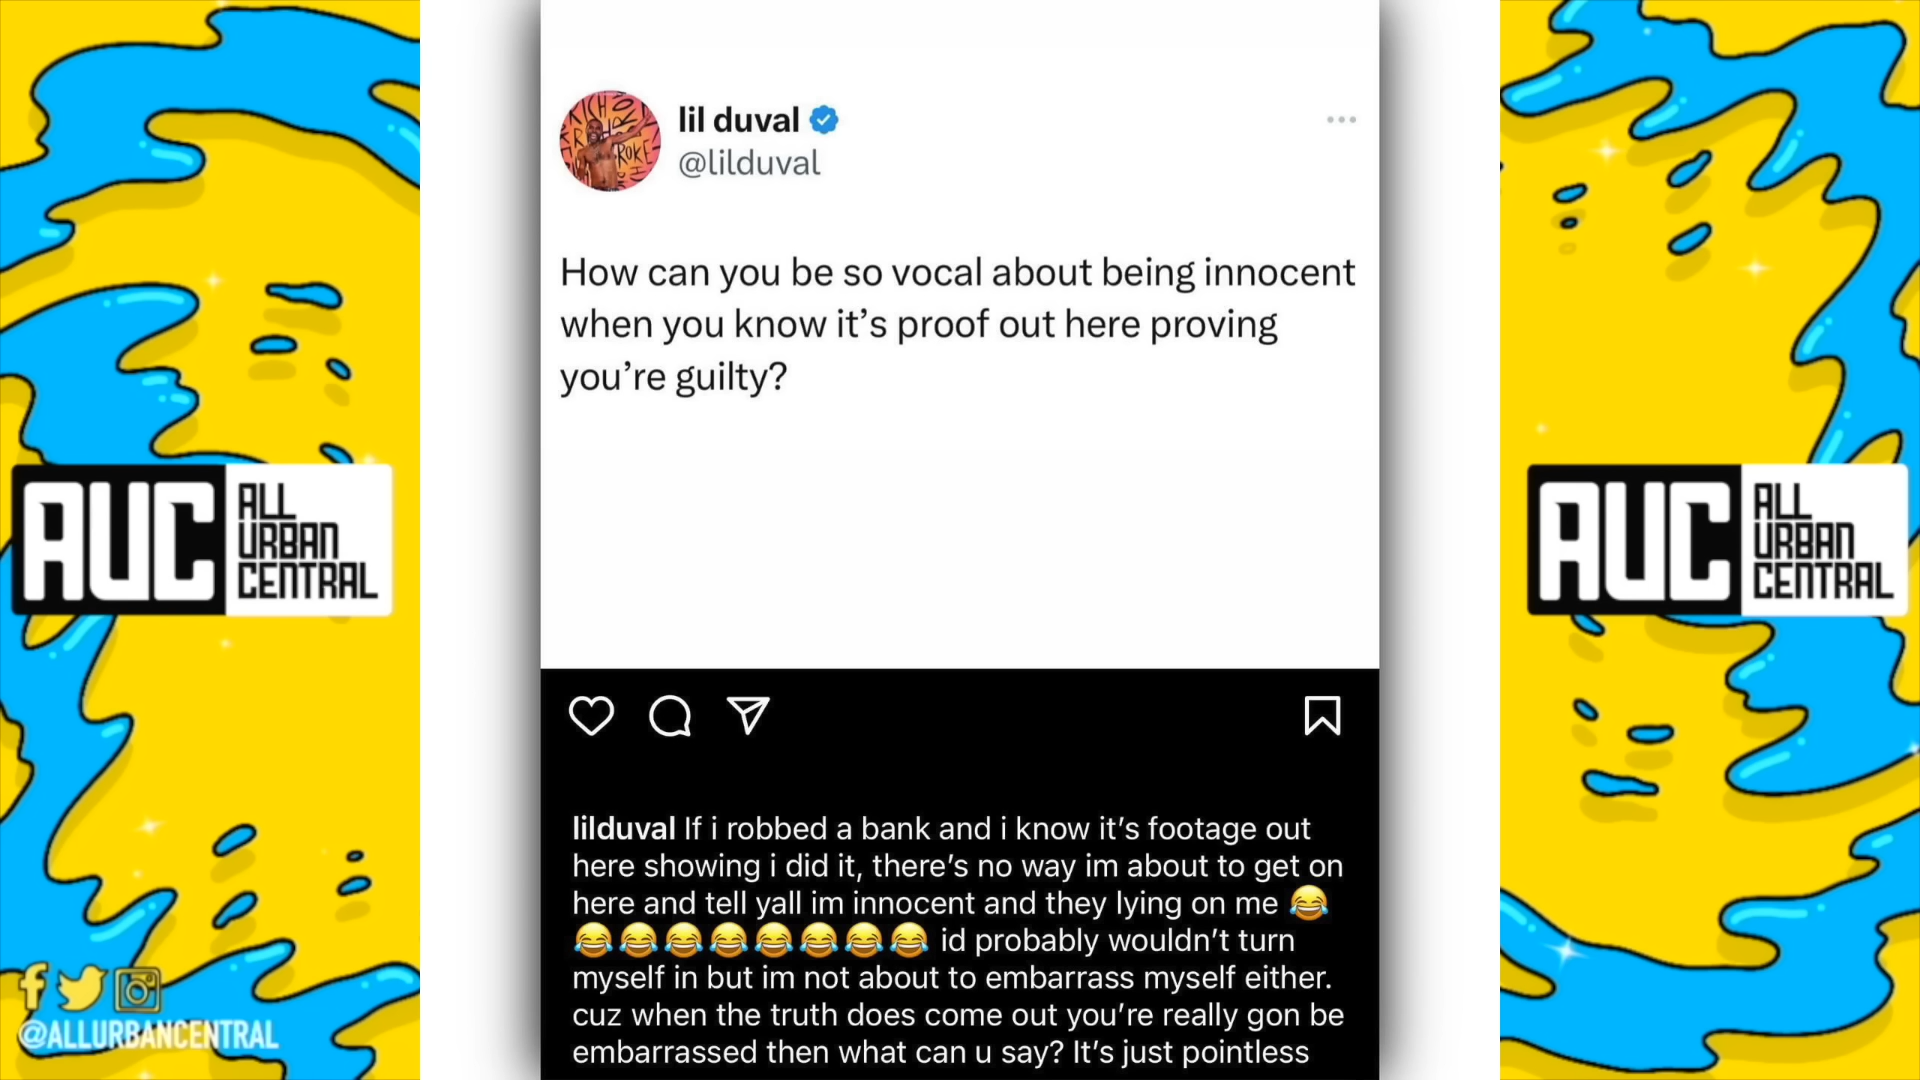 lil duval
@lilduval
How can you be so vocal about being innocent
when you know it’s proof out here proving
you’re guilty?
AUC ALL
URBAN
CENTRAL
AUC ALL
URBAN
CENTRAL
lilduval If i robbed a bank and i know it’s footage out
here showing i did it, there’s no way im about to get on
here and tell yall im innocent and they lying on me 😂
😂😂😂😂😂😂😂😂 id probably wouldn’t turn
myself in but im not about to embarrass myself either.
cuz when the truth does come out you’re really gon be
embarrassed then what can u say? It’s just pointless
@ALLURBANCENTRAL